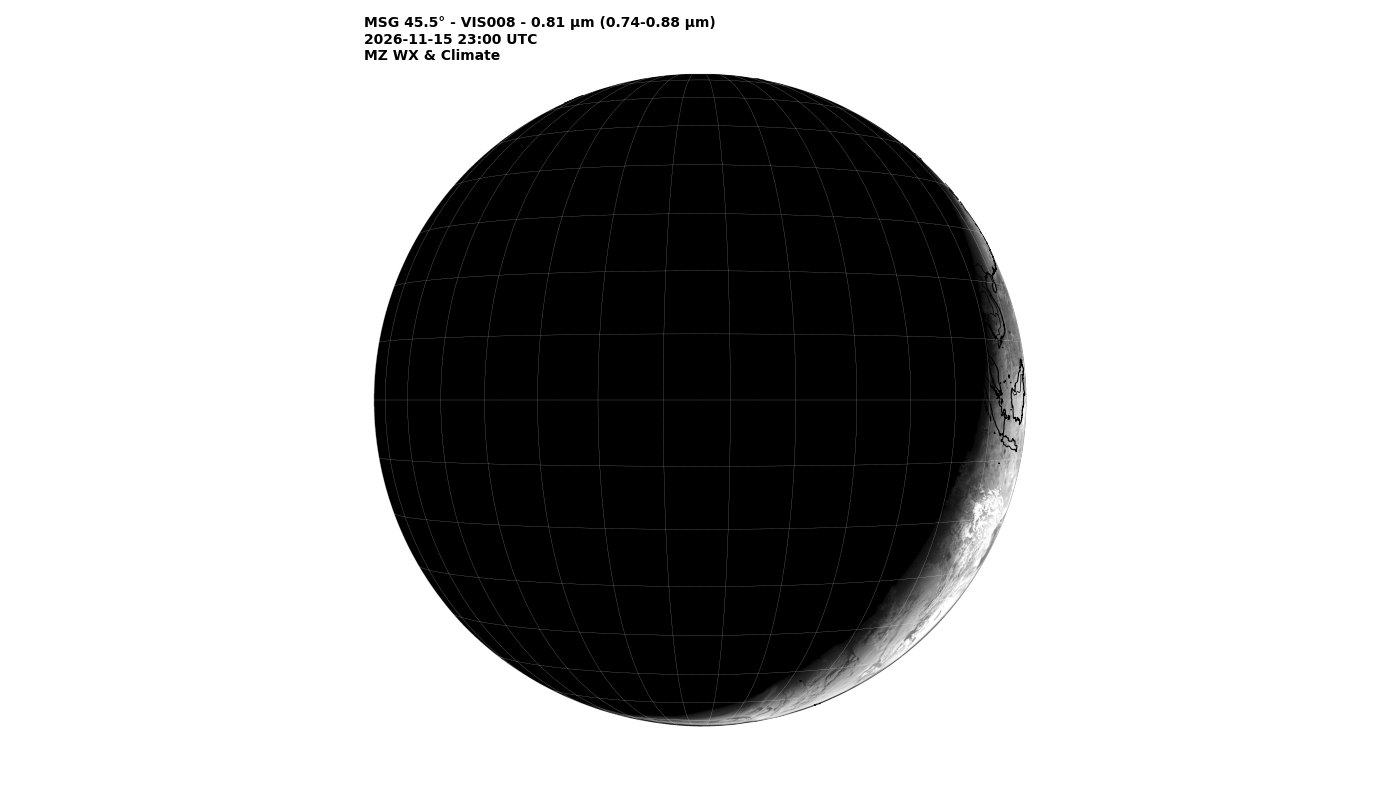 MSG 45.5° - VIS008 - 0.81 µm (0.74-0.88 µm)
2026-11-15 23:00 UTC
MZ WX & Climate